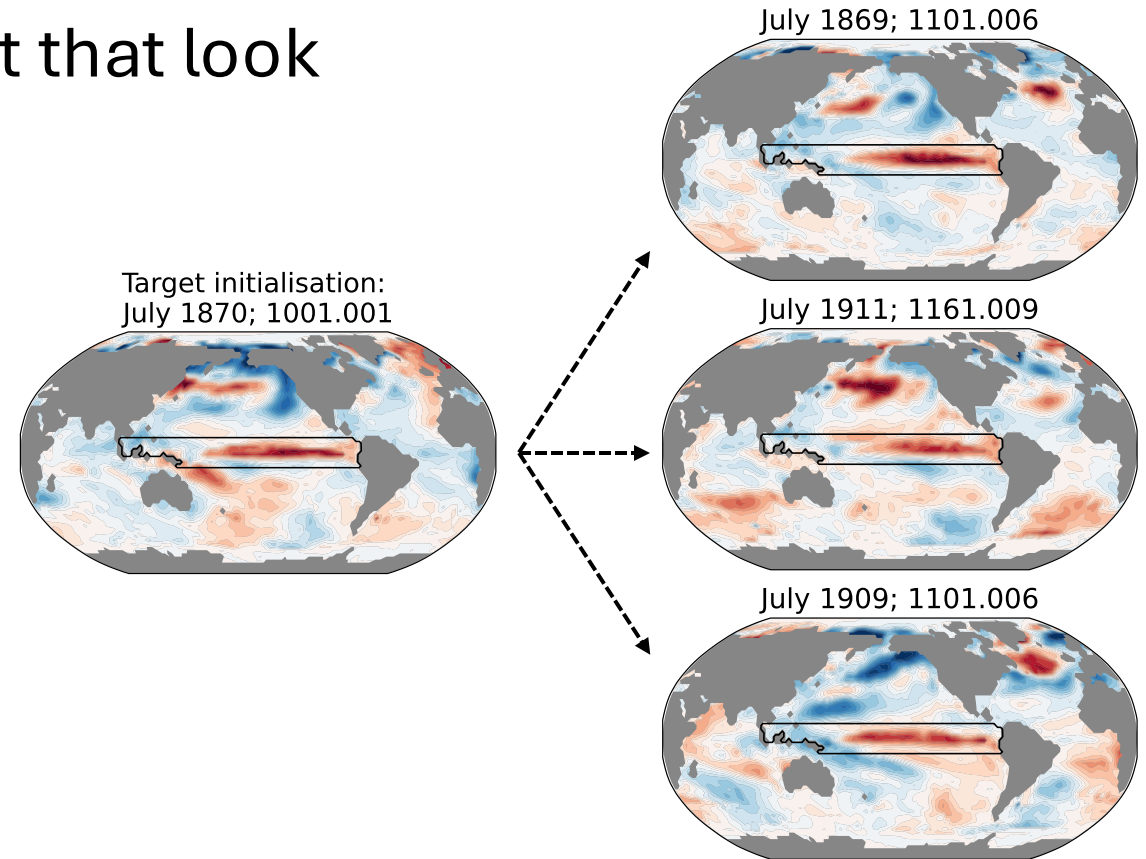 t that look
Target initialisation:
July 1870; 1001.001
July 1869; 1101.006
July 1911; 1161.009
July 1909; 1101.006